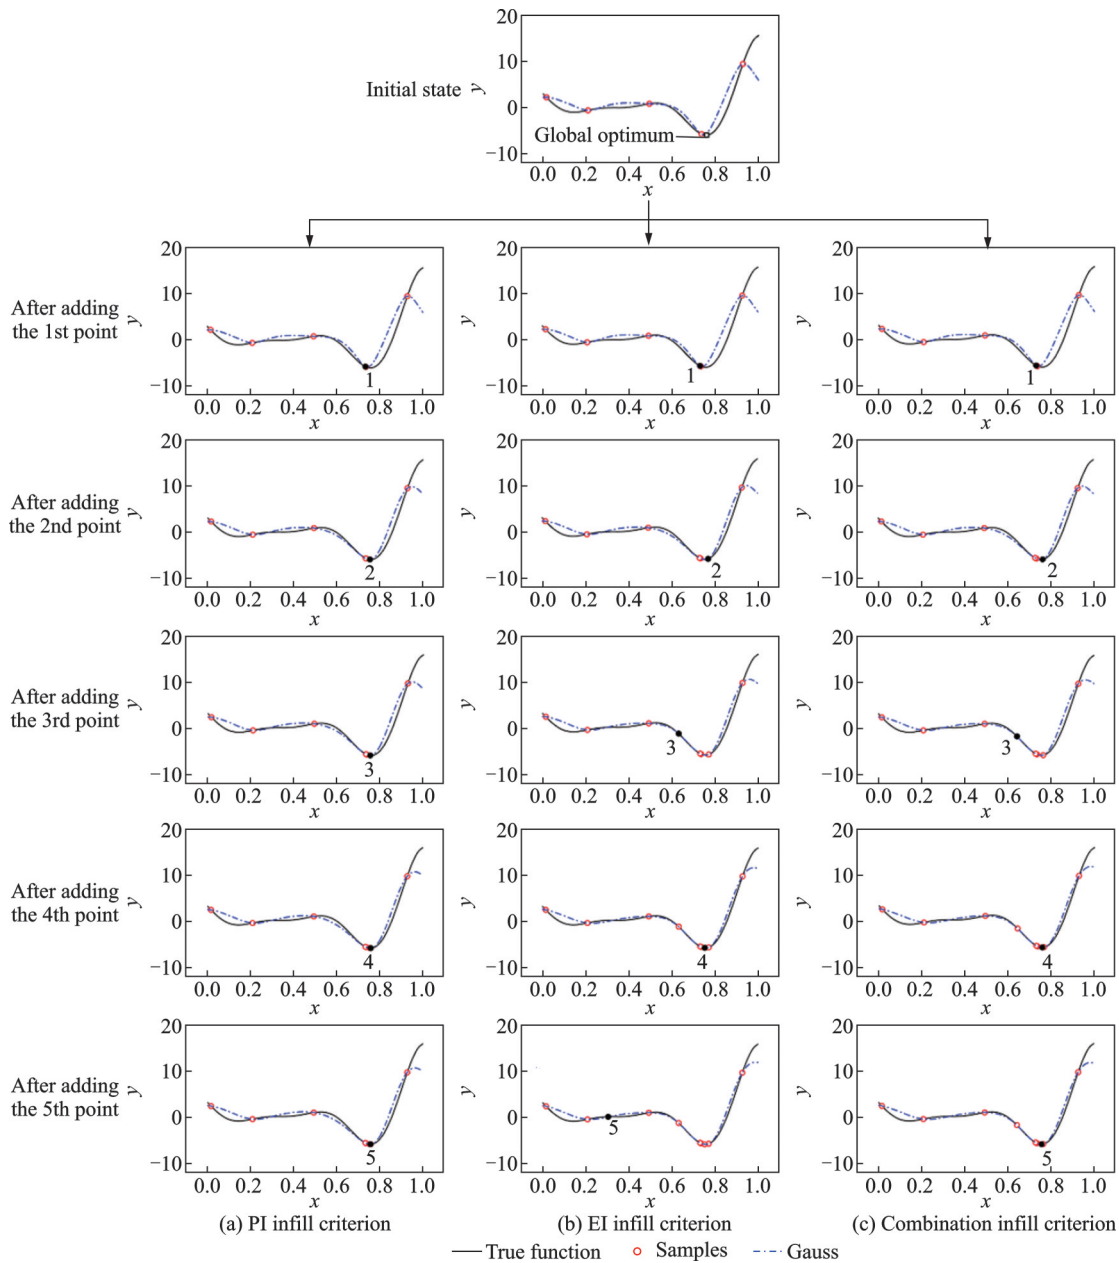 20
10
Initial state y
0
Global optimum
−10
0.0 0.2 0.4 0.6 0.8 1.0
x
After adding
the 1st point
y
20
10
0
−10
1
0.0 0.2 0.4 0.6 0.8 1.0
x
y
20
10
0
−10
1
0.0 0.2 0.4 0.6 0.8 1.0
x
y
20
10
0
−10
1
0.0 0.2 0.4 0.6 0.8 1.0
x
After adding
the 2nd point
y
20
10
0
−10
2
0.0 0.2 0.4 0.6 0.8 1.0
x
y
20
10
0
−10
2
0.0 0.2 0.4 0.6 0.8 1.0
x
y
20
10
0
−10
2
0.0 0.2 0.4 0.6 0.8 1.0
x
After adding
the 3rd point
y
20
10
0
−10
3
0.0 0.2 0.4 0.6 0.8 1.0
x
y
20
10
0
−10
3
0.0 0.2 0.4 0.6 0.8 1.0
x
y
20
10
0
−10
3
0.0 0.2 0.4 0.6 0.8 1.0
x
After adding
the 4th point
y
20
10
0
−10
4
0.0 0.2 0.4 0.6 0.8 1.0
x
y
20
10
0
−10
4
0.0 0.2 0.4 0.6 0.8 1.0
x
y
20
10
0
−10
4
0.0 0.2 0.4 0.6 0.8 1.0
x
After adding
the 5th point
y
20
10
0
−10
5
0.0 0.2 0.4 0.6 0.8 1.0
x
y
20
10
0
−10
5
0.0 0.2 0.4 0.6 0.8 1.0
x
y
20
10
0
−10
5
0.0 0.2 0.4 0.6 0.8 1.0
x
(a) PI infill criterion
(b) EI infill criterion
(c) Combination infill criterion
True function Samples Gauss